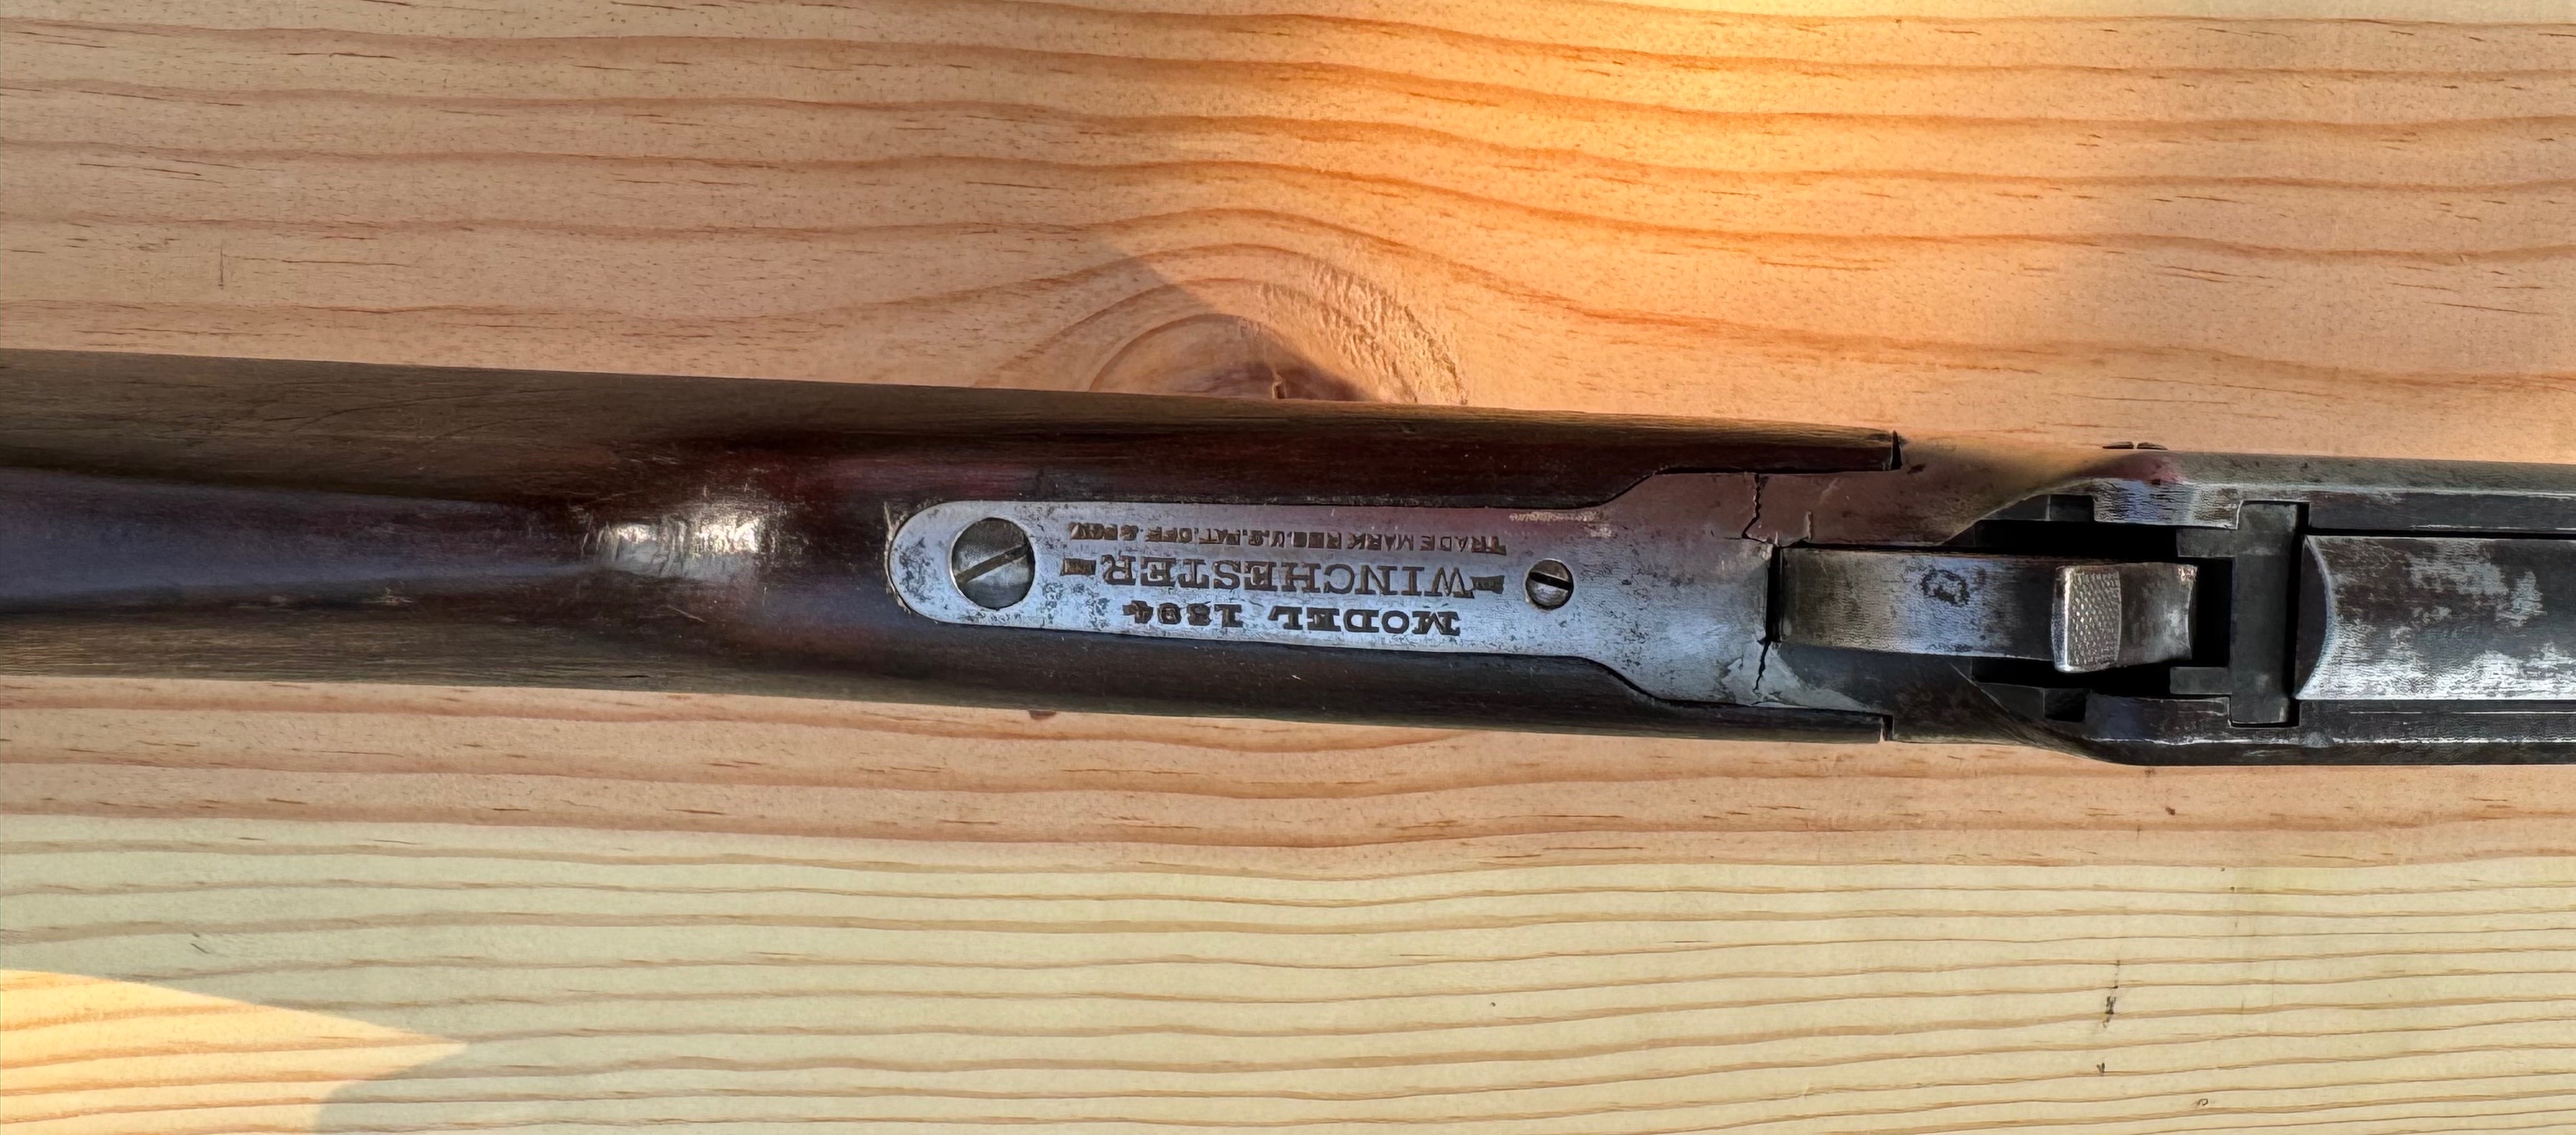 MODEL 1894
-WINCHESTER-
TRADE MARK REG. U.S. PAT. OFF. & FGN.